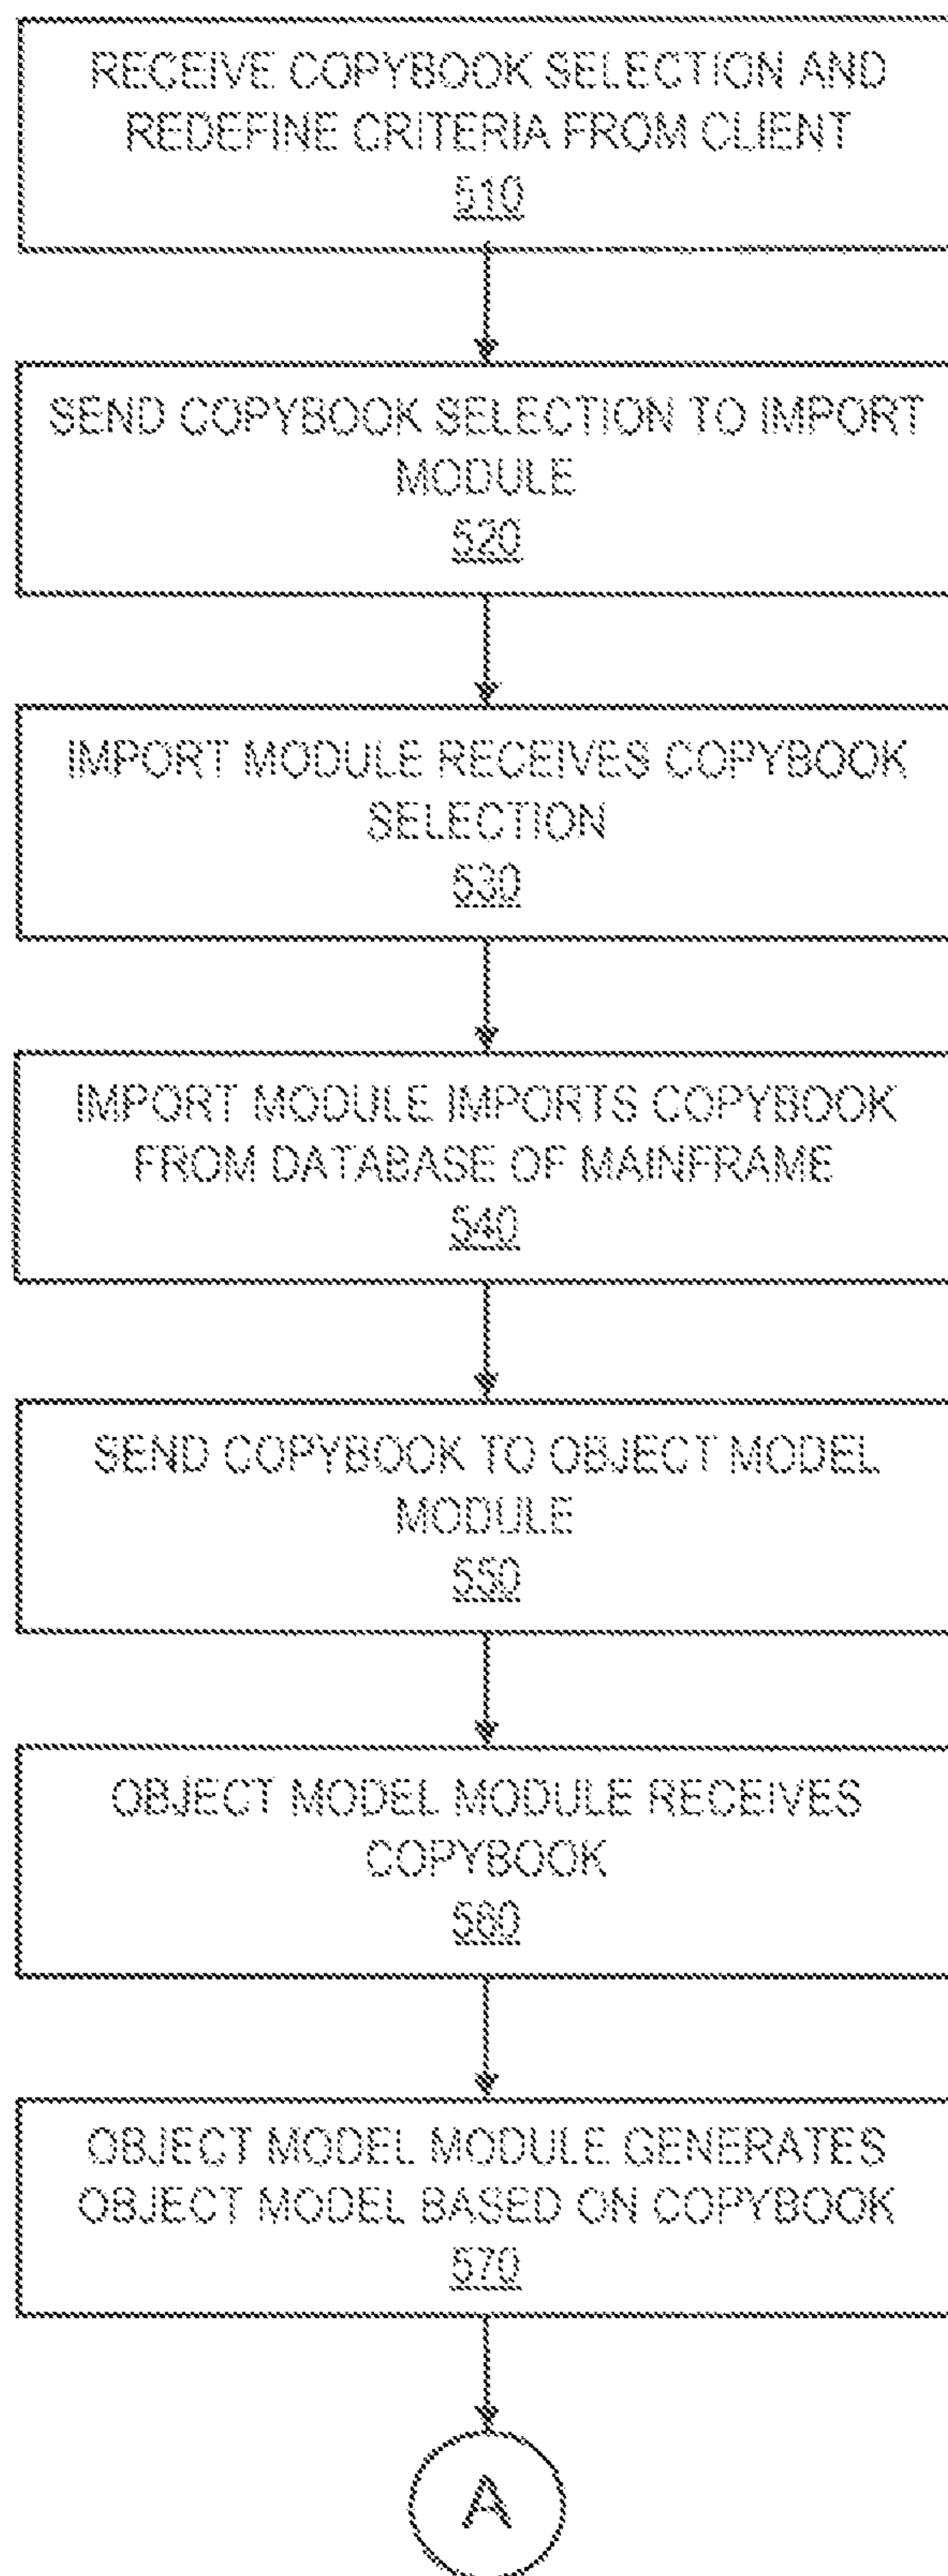 RECEIVE COPYBOOK SELECTION AND
REDEFINE CRITERIA FROM CLIENT
510
SEND COPYBOOK SELECTION TO IMPORT
MODULE
520
IMPORT MODULE RECEIVES COPYBOOK
SELECTION
530
IMPORT MODULE IMPORTS COPYBOOK
FROM DATABASE OF MAINFRAME
540
SEND COPYBOOK TO OBJECT MODEL
MODULE
550
OBJECT MODEL MODULE RECEIVES
COPYBOOK
560
OBJECT MODEL MODULE GENERATES
OBJECT MODEL BASED ON COPYBOOK
570
A